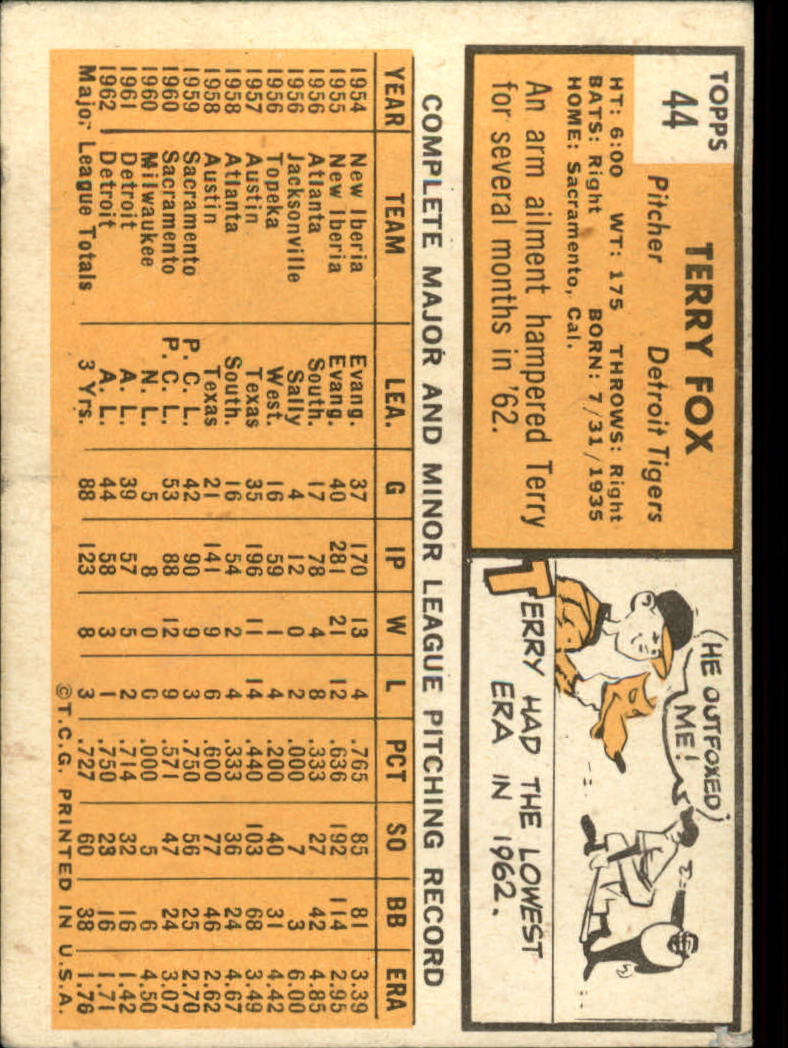 TOPPS
44
TERRY FOX
Pitcher Detroit Tigers
HT: 6:00 WT: 175 THROWS: Right
BATS: Right BORN: 7/31/1935
HOME: Sacramento, Cal.
An arm ailment hampered Terry
for several months in '62.
(HE OUTFOXED)
ME!
TERRY HAD THE LOWEST
ERA IN 1962.
COMPLETE MAJOR AND MINOR LEAGUE PITCHING RECORD
YEAR TEAM LEA. G IP W L PCT SO BB ERA
1954 New Iberia Evang. 37 170 13 4 .765 85 81 3.39
1955 New Iberia Evang. 40 281 21 12 .636 192 114 2.95
1956 Atlanta South. 17 78 4 8 .333 27 42 4.85
1956 Jacksonville Sally 4 12 0 2 .000 7 3 6.00
1956 Topeka West. 16 59 1 4 .200 40 31 4.42
1957 Austin Texas 35 196 11 14 .440 103 68 3.49
1958 Atlanta South. 16 54 2 4 .333 36 24 4.67
1958 Austin Texas 21 141 9 6 .600 77 46 2.62
1959 Sacramento P. C. L. 42 90 9 3 .750 56 25 2.70
1960 Sacramento P. C. L. 53 88 12 9 .571 47 24 3.07
1960 Milwaukee N. L. 5 8 0 0 .000 5 6 4.50
1961 Detroit A. L. 39 57 5 2 .714 32 16 1.42
1962 Detroit A. L. 44 58 3 1 .750 23 16 1.71
Major League Totals 3 Yrs. 88 123 8 3 .727 60 38 1.76
©T.C.G. PRINTED IN U.S.A.